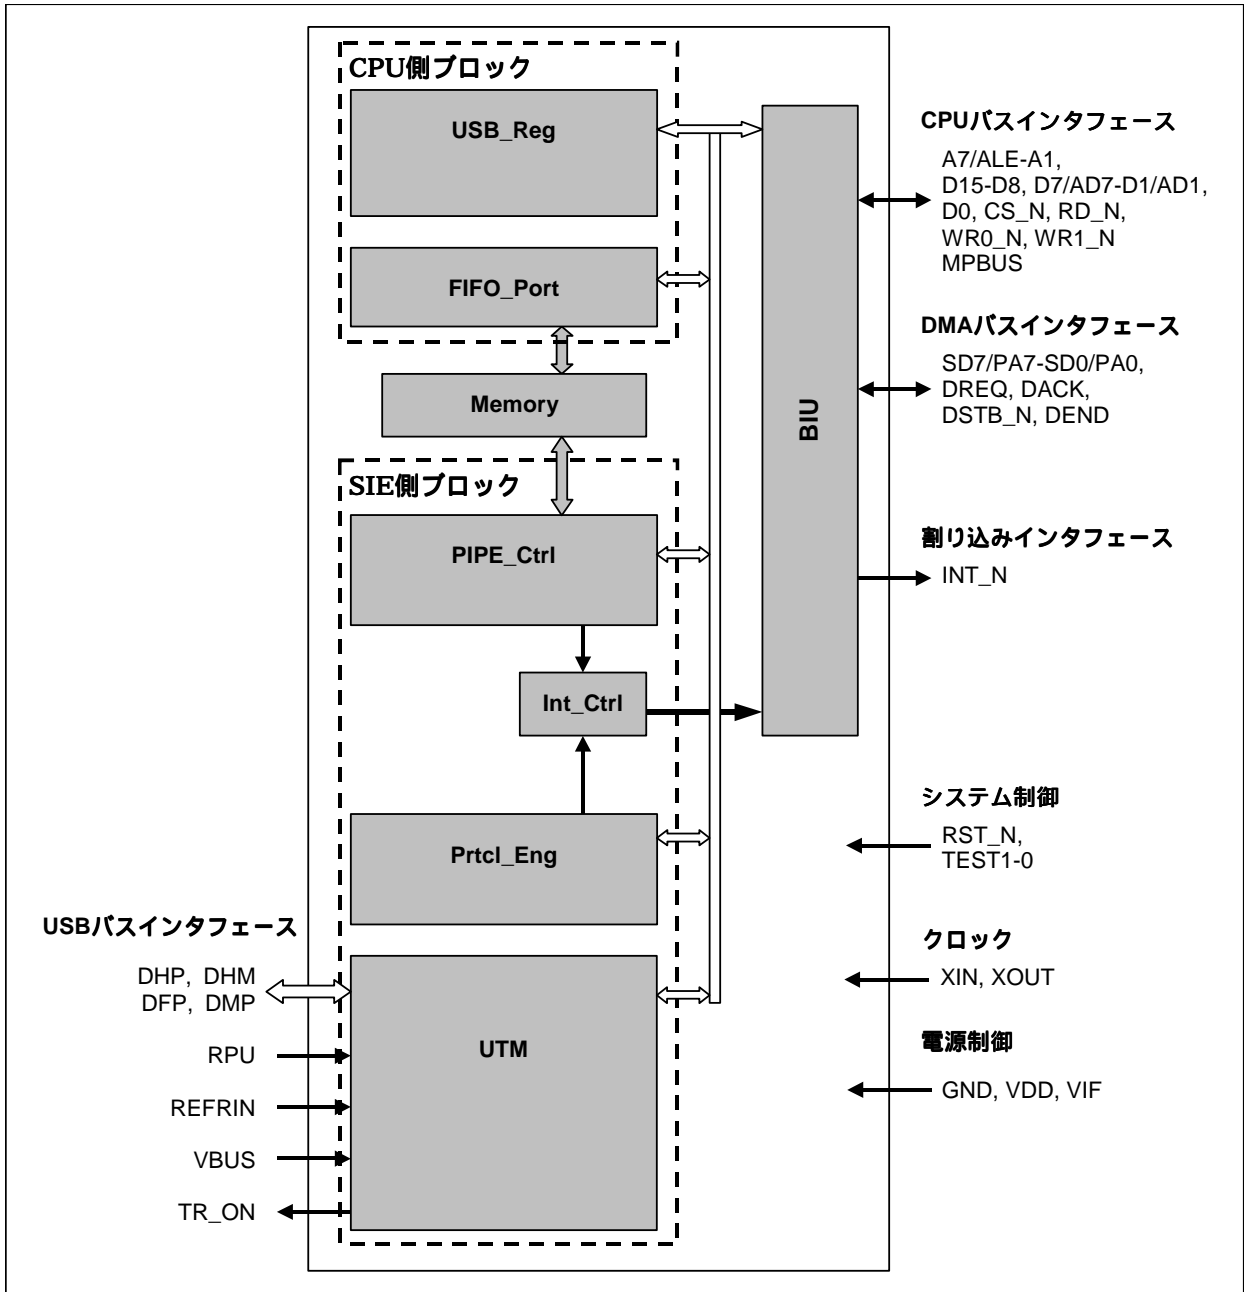 CPU側ブロック
USB_Reg
FIFO_Port
Memory
SIE側ブロック
PIPE_Ctrl
Int_Ctrl
Prtcl_Eng
UTM
BIU
CPUバスインタフェース
A7/ALE-A1,
D15-D8, D7/AD7-D1/AD1,
D0, CS_N, RD_N,
WR0_N, WR1_N
MPBUS
DMAバスインタフェース
SD7/PA7-SD0/PA0,
DREQ, DACK,
DSTB_N, DEND
割り込みインタフェース
INT_N
システム制御
RST_N,
TEST1-0
クロック
XIN, XOUT
電源制御
GND, VDD, VIF
USBバスインタフェース
DHP, DHM
DFP, DMP
RPU
REFRIN
VBUS
TR_ON